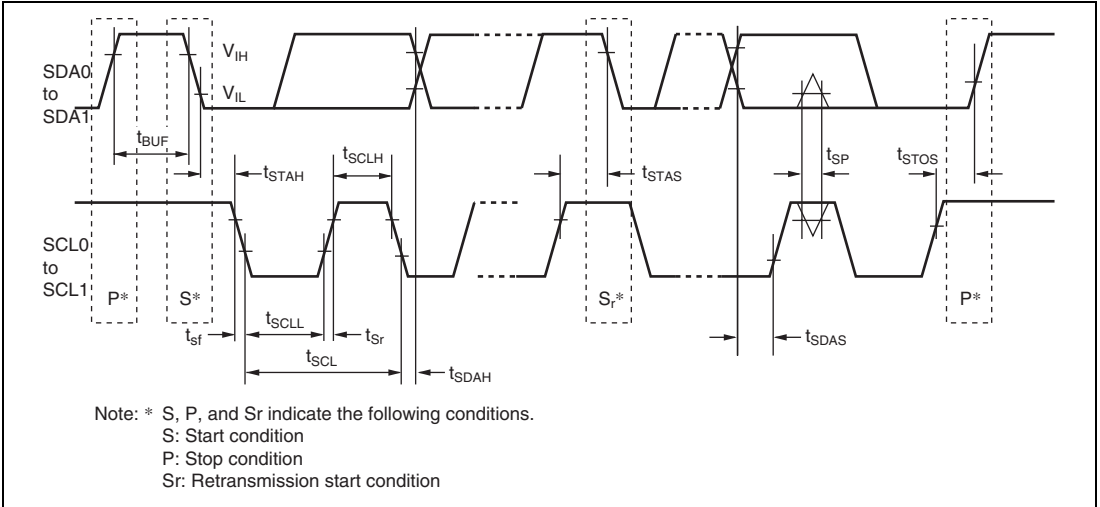 SDA0
to
SDA1
VIH
VIL
tBUF
tSTAH
tSCLH
tSTAS
tSP
tSTOS
SCL0
to
SCL1
P*
S*
Sr*
P*
tsf
tSCLL
tSr
tSCL
tSDAH
tSDAS
Note: * S, P, and Sr indicate the following conditions.
S: Start condition
P: Stop condition
Sr: Retransmission start condition